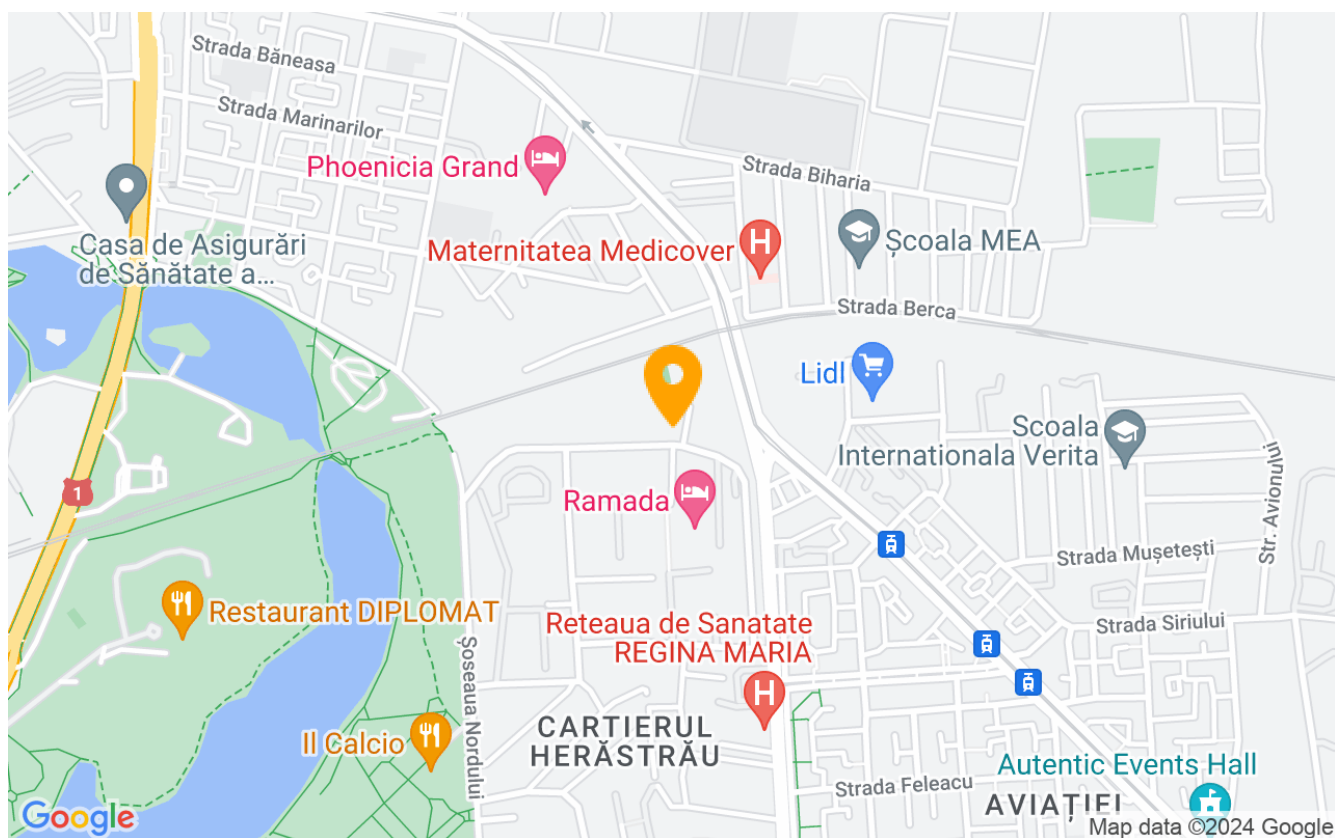 Strada Băneasa
Strada Marinarilor
Phoenicia Grand
Strada Biharia
Casa de Asigurări
de Sănătate a...
Maternitatea Medicover
Școala MEA
Strada Berca
Lidl
Scoala
Internationala Verita
Str. Avionului
1
Ramada
Strada Mușetești
Restaurant DIPLOMAT
Reteaua de Sanatate
REGINA MARIA
Strada Siriului
Șoseaua Nordului
Il Calcio
CARTIERUL
HERĂSTRĂU
Strada Feleacu
Autentic Events Hall
AVIAȚIEI
Google
Map data ©2024 Google